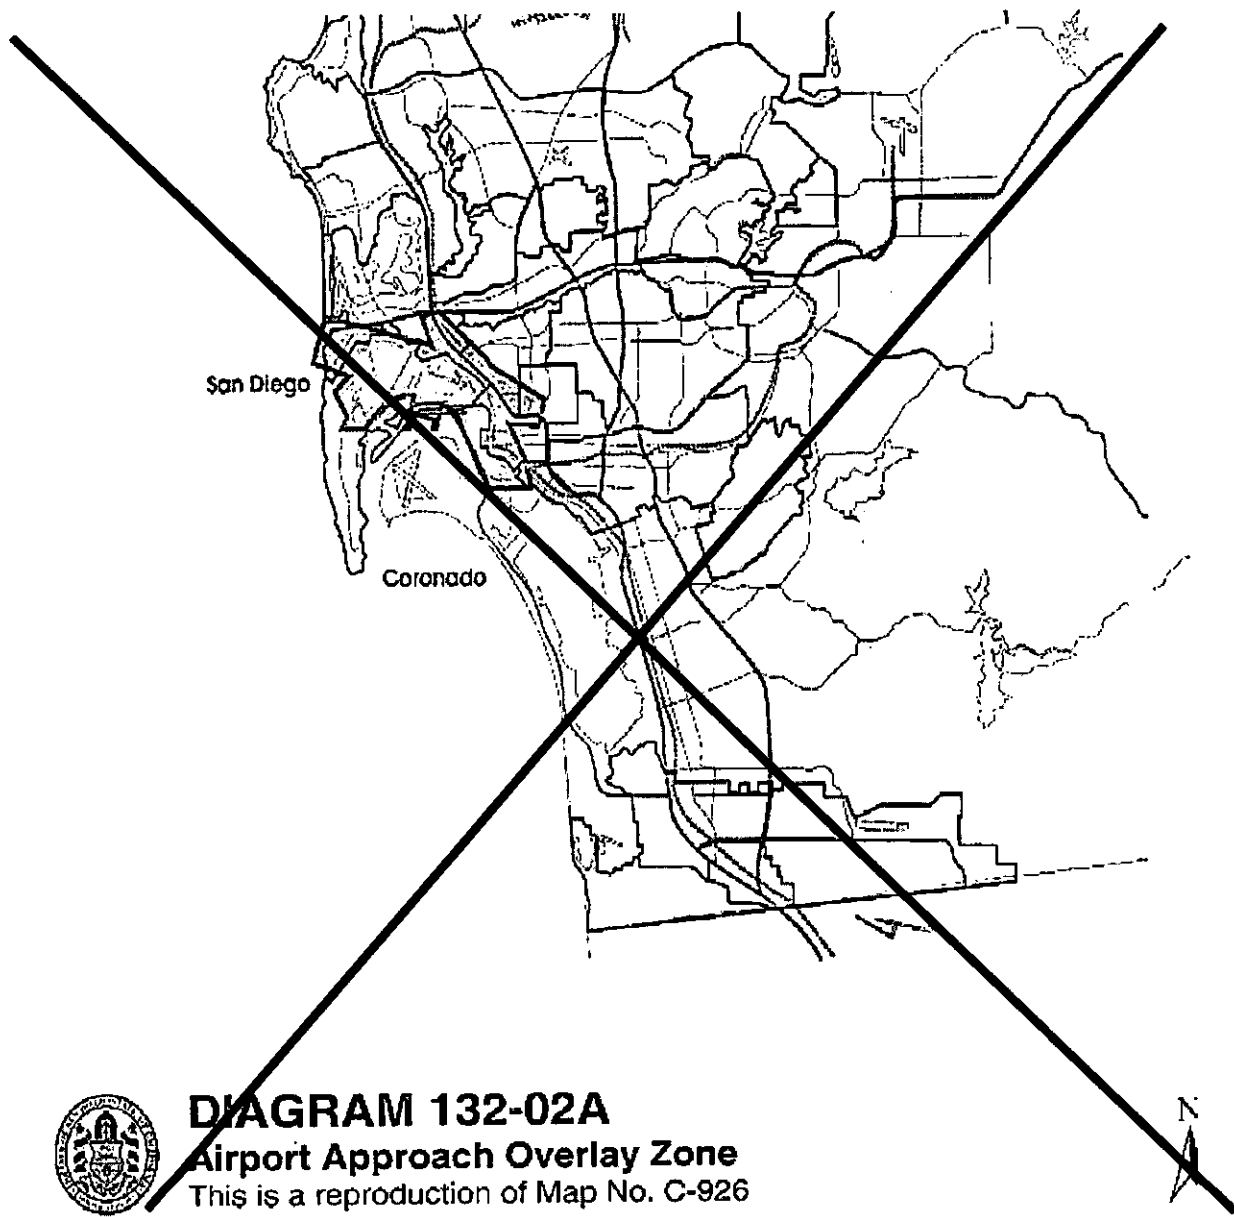 San Diego
Coronado
DIAGRAM 132-02A
Airport Approach Overlay Zone
This is a reproduction of Map No. C-926
N